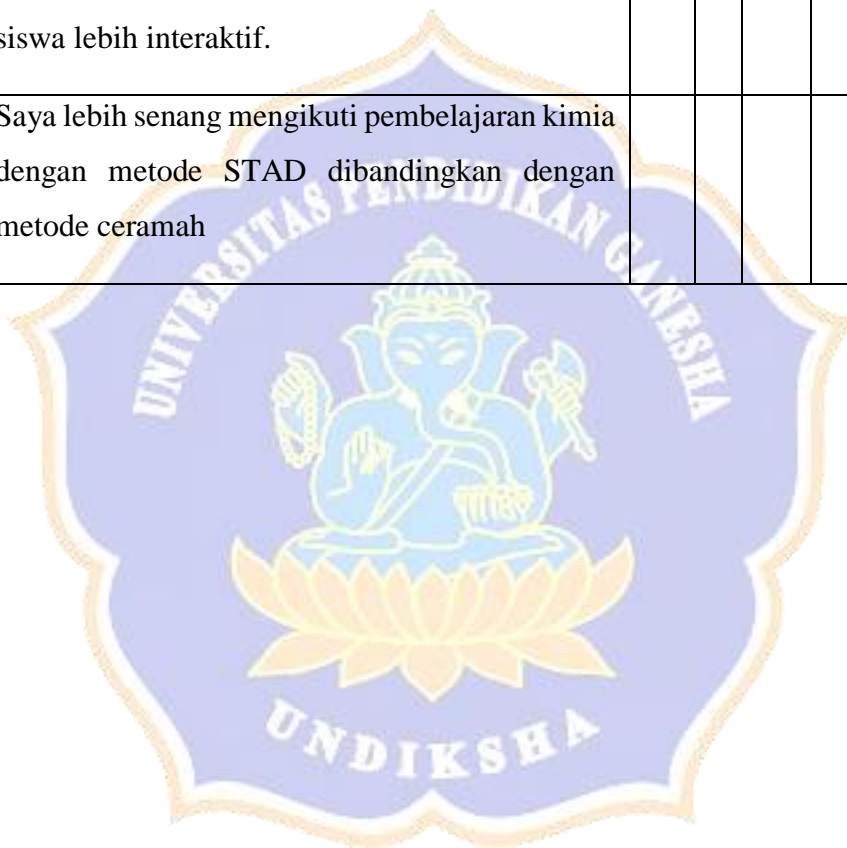 siswa lebih interaktif.
Saya lebih senang mengikuti pembelajaran kimia
dengan metode STAD dibandingkan dengan
metode ceramah
UNIVERSITAS PENDIDIKAN GANESHA
UNDIKSHA